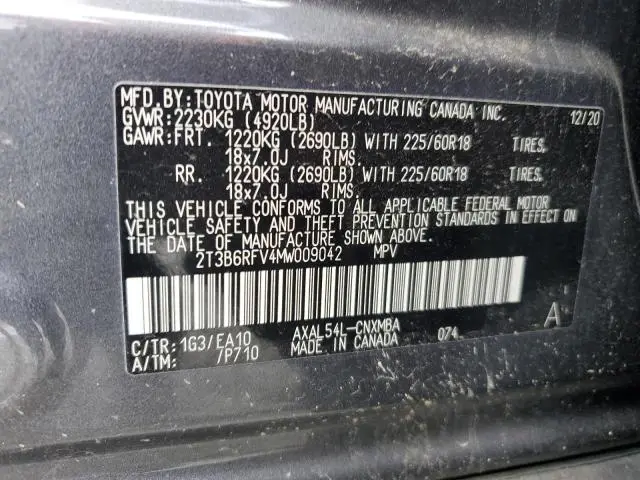 MFD. BY: TOYOTA MOTOR MANUFACTURING CANADA INC. 12/20
GVWR: 2230KG (4920LB)
GAWR: FRT. 1220KG (2690LB) WITH 225/60R18 TIRES,
18x7.0J RIMS.
RR. 1220KG (2690LB) WITH 225/60R18 TIRES,
18x7.0J RIMS.
THIS VEHICLE CONFORMS TO ALL APPLICABLE FEDERAL MOTOR
VEHICLE SAFETY AND THEFT PREVENTION STANDARDS IN EFFECT ON
THE DATE OF MANUFACTURE SHOWN ABOVE.
2T3B6RFV4MW009042 MPV
C/TR: 1G3/EA10 AXAL54L-CNXMBA 074 A
A/TM: /P710 MADE IN CANADA